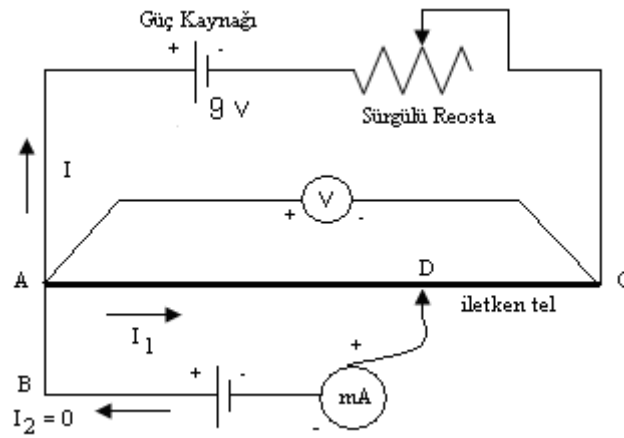 Güç Kaynağı
+ -
9 V
Sürgülü Reosta
I
V
+ -
A
D
C
I1
iletken tel
+
+ -
B
mA
-
I2 = 0